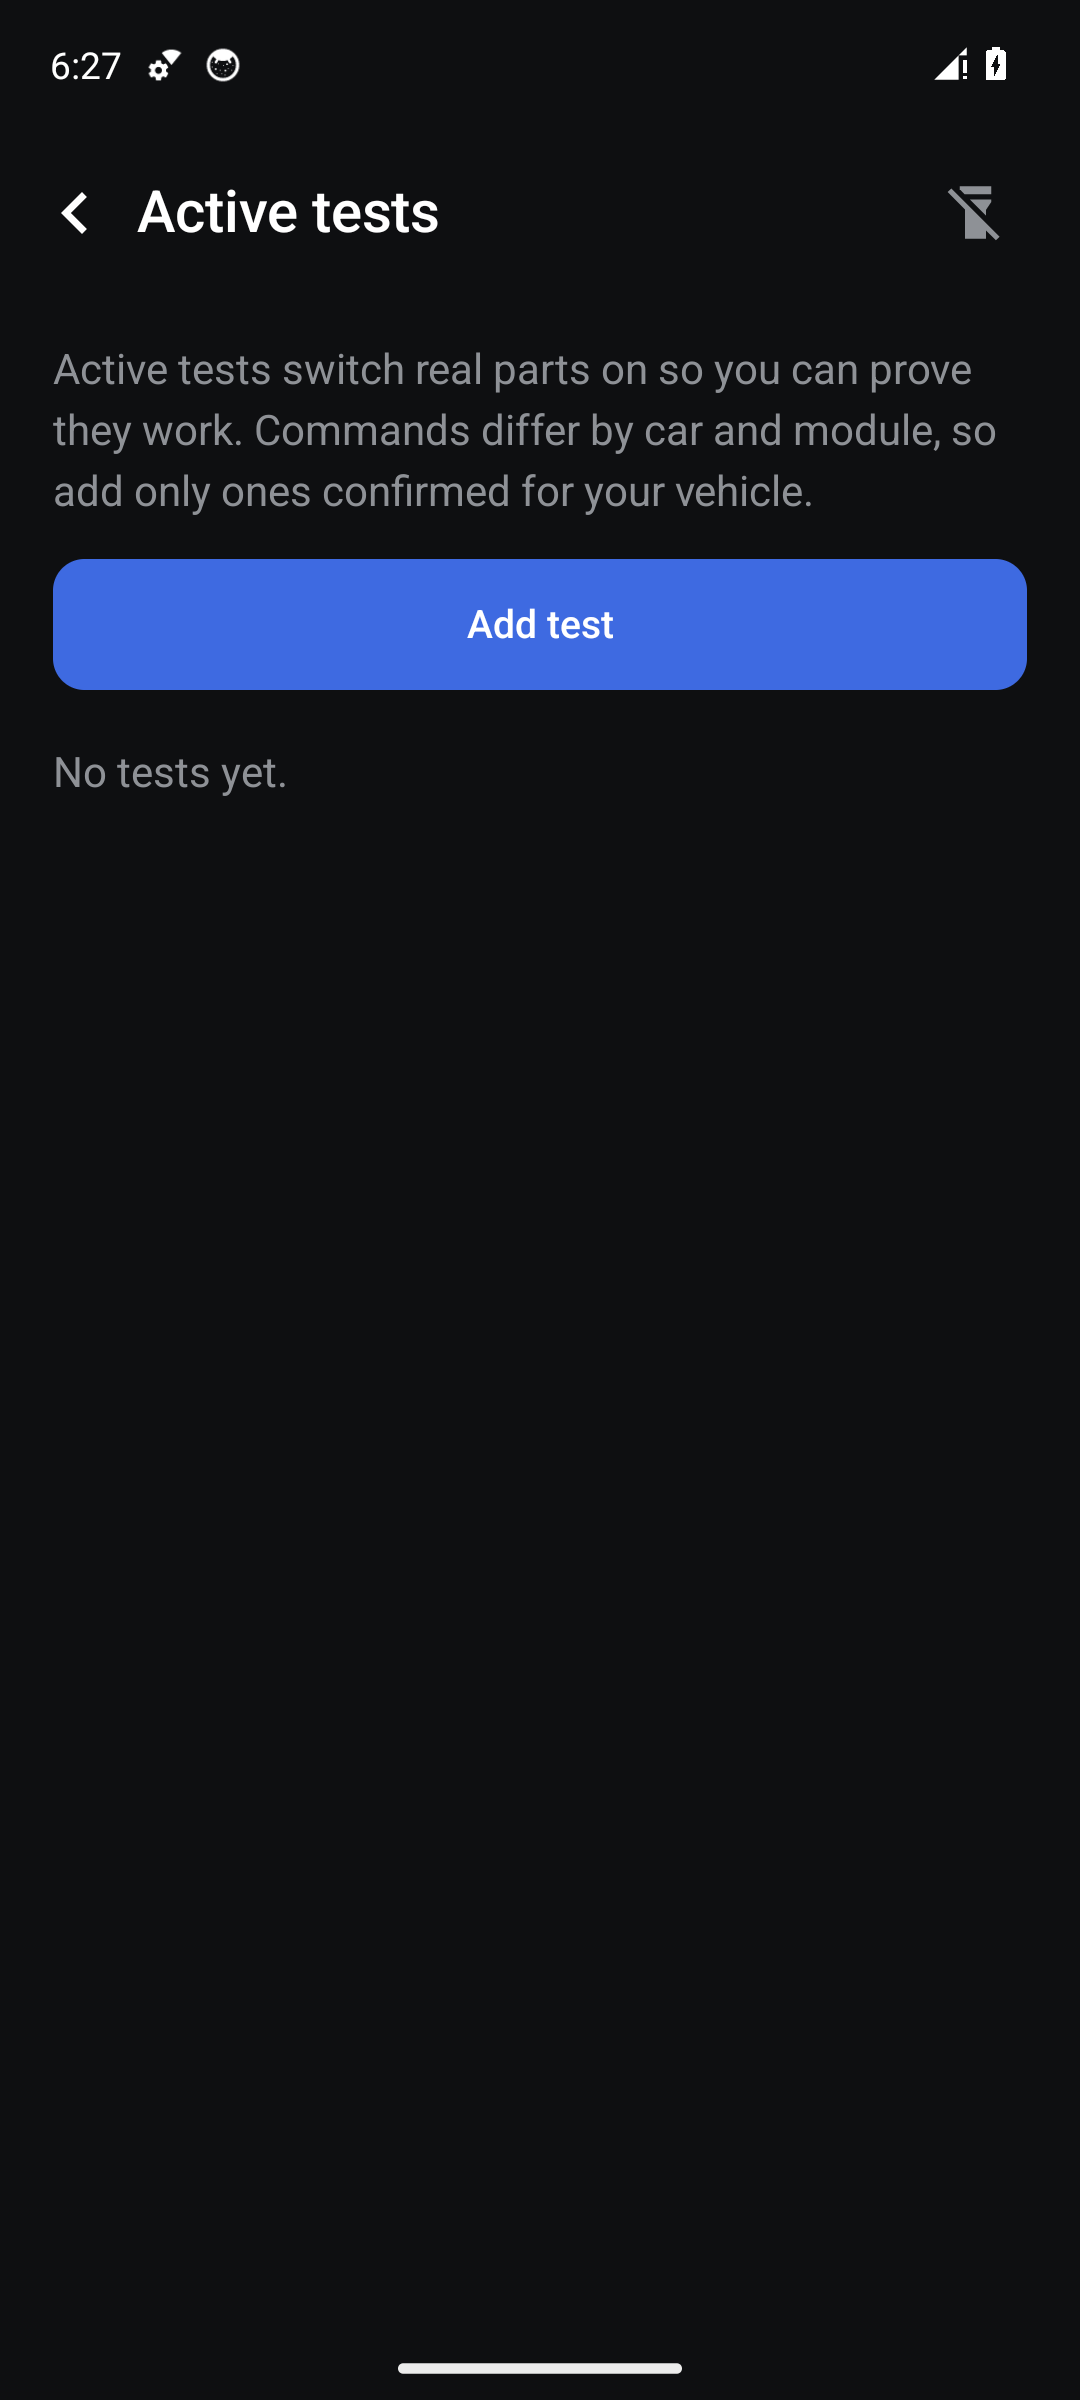 6:27
Active tests
Active tests switch real parts on so you can prove
they work. Commands differ by car and module, so
add only ones confirmed for your vehicle.
Add test
No tests yet.